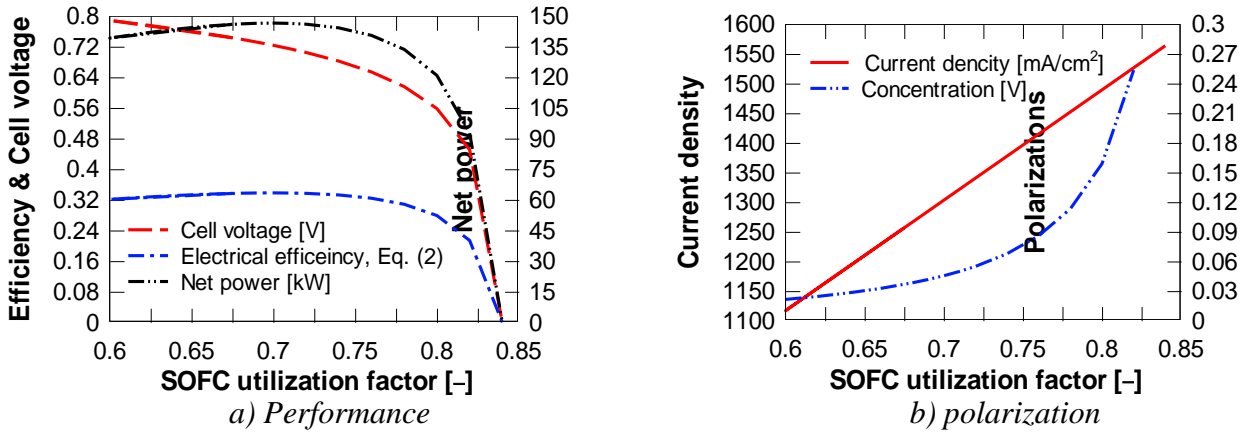 Efficiency & Cell voltage
0.8
0.72
0.64
0.56
0.48
0.4
0.32
0.24
0.16
0.08
0
150
135
120
105
90
75
60
45
30
15
0
Net power
Cell voltage [V]
Electrical efficeincy, Eq. (2)
Net power [kW]
0.6 0.65 0.7 0.75 0.8 0.85
SOFC utilization factor [–]
a) Performance
Current density
1600
1550
1500
1450
1400
1350
1300
1250
1200
1150
1100
0.3
0.27
0.24
0.21
0.18
0.15
0.12
0.09
0.06
0.03
0
Polarizations
Current dencity [mA/cm²]
Concentration [V]
0.6 0.65 0.7 0.75 0.8 0.85
SOFC utilization factor [–]
b) polarization